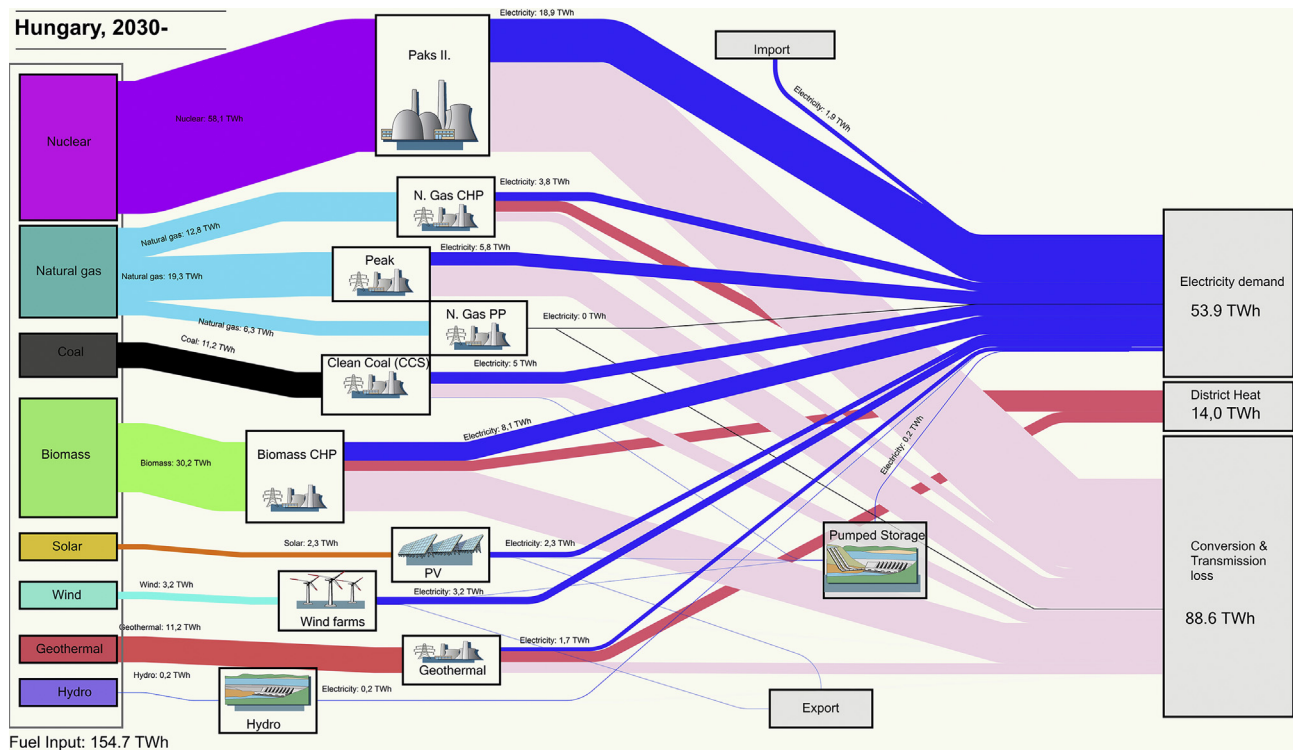 Hungary, 2030-
Electricity: 18,9 TWh
Paks II.
Import
Electricity: 1,9 TWh
Nuclear
Nuclear: 58,1 TWh
N. Gas CHP
Electricity: 3,8 TWh
Natural gas: 12,8 TWh
Natural gas
Natural gas: 19,3 TWh
Peak
Electricity: 5,8 TWh
Electricity demand
53.9 TWh
Natural gas: 6,3 TWh
N. Gas PP
Electricity: 0 TWh
Coal
Coal: 11,2 TWh
Clean Coal (CCS)
Electricity: 5 TWh
District Heat
14,0 TWh
Biomass
Biomass: 30,2 TWh
Biomass CHP
Electricity: 8,1 TWh
Electricity: 0,2 TWh
Solar
Solar: 2,3 TWh
PV
Electricity: 2,3 TWh
Pumped Storage
Conversion &
Transmission
loss
88.6 TWh
Wind
Wind: 3,2 TWh
Wind farms
Electricity: 3,2 TWh
Geothermal
Geothermal: 11,2 TWh
Geothermal
Electricity: 1,7 TWh
Hydro
Hydro: 0,2 TWh
Hydro
Electricity: 0,2 TWh
Export
Fuel Input: 154.7 TWh